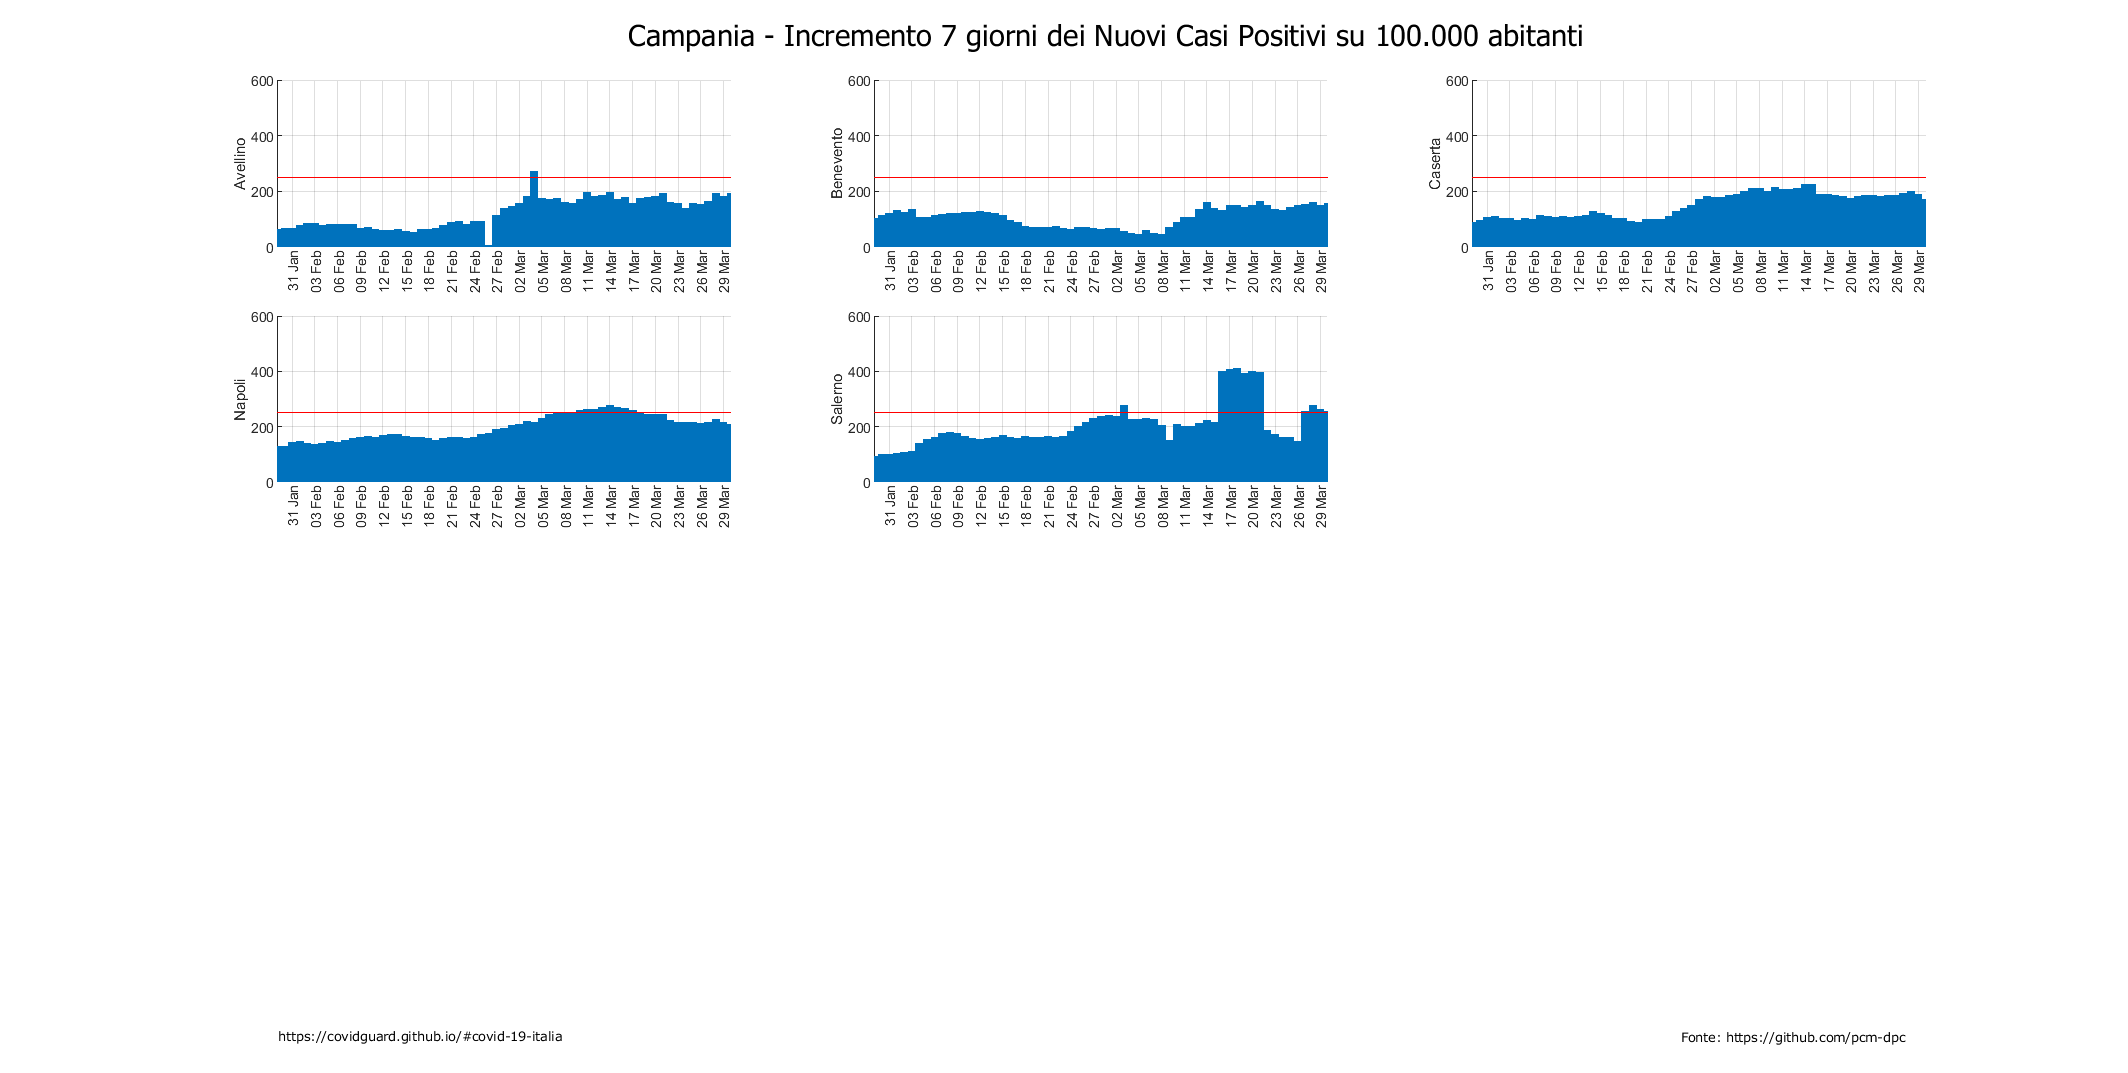 Campania - Incremento 7 giorni dei Nuovi Casi Positivi su 100.000 abitanti
Avellino
600
400
200
0
31 Jan 03 Feb 06 Feb 09 Feb 12 Feb 15 Feb 18 Feb 21 Feb 24 Feb 27 Feb 02 Mar 05 Mar 08 Mar 11 Mar 14 Mar 17 Mar 20 Mar 23 Mar 26 Mar 29 Mar
Benevento
600
400
200
0
31 Jan 03 Feb 06 Feb 09 Feb 12 Feb 15 Feb 18 Feb 21 Feb 24 Feb 27 Feb 02 Mar 05 Mar 08 Mar 11 Mar 14 Mar 17 Mar 20 Mar 23 Mar 26 Mar 29 Mar
Caserta
600
400
200
0
31 Jan 03 Feb 06 Feb 09 Feb 12 Feb 15 Feb 18 Feb 21 Feb 24 Feb 27 Feb 02 Mar 05 Mar 08 Mar 11 Mar 14 Mar 17 Mar 20 Mar 23 Mar 26 Mar 29 Mar
Napoli
600
400
200
0
31 Jan 03 Feb 06 Feb 09 Feb 12 Feb 15 Feb 18 Feb 21 Feb 24 Feb 27 Feb 02 Mar 05 Mar 08 Mar 11 Mar 14 Mar 17 Mar 20 Mar 23 Mar 26 Mar 29 Mar
Salerno
600
400
200
0
31 Jan 03 Feb 06 Feb 09 Feb 12 Feb 15 Feb 18 Feb 21 Feb 24 Feb 27 Feb 02 Mar 05 Mar 08 Mar 11 Mar 14 Mar 17 Mar 20 Mar 23 Mar 26 Mar 29 Mar
https://covidguard.github.io/#covid-19-italia
Fonte: https://github.com/pcm-dpc